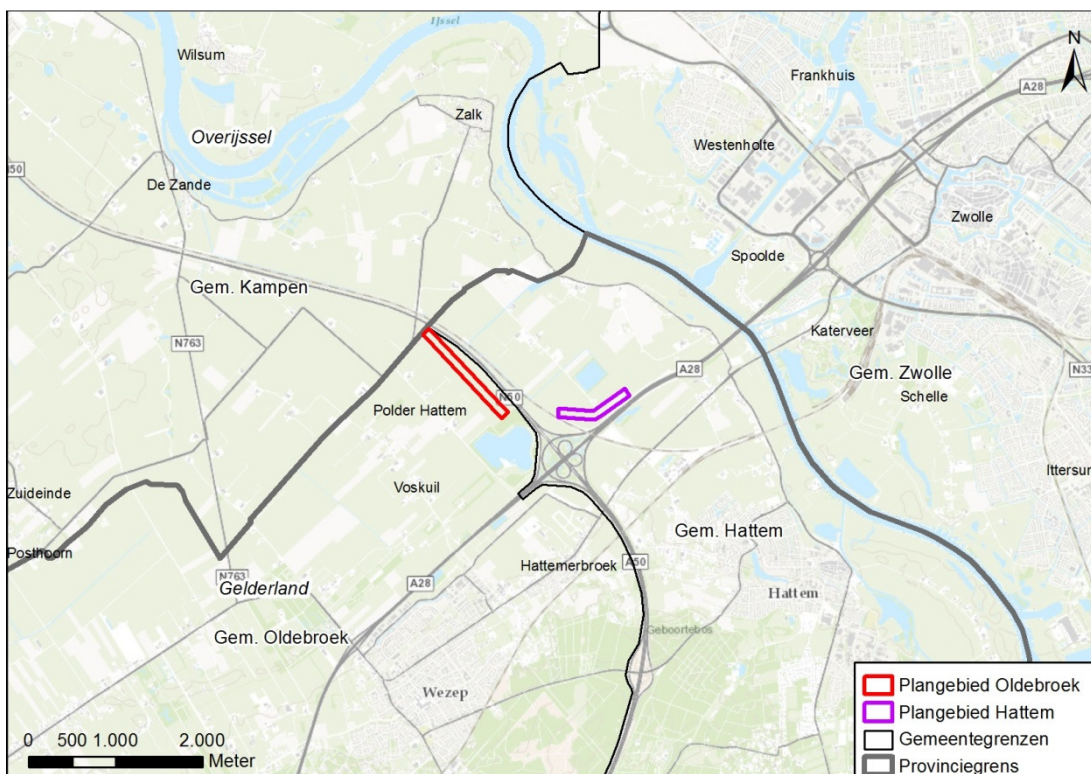 IJssel
Wilsum
Frankhuis
N
A28
Zalk
Overijssel
Westenholte
De Zande
Zwolle
Spoolde
Gem. Kampen
Katerveer
N763
A28
Gem. Zwolle
Schelle
N50
Polder Hattem
Voskuil
Ittersum
Zuideinde
Gem. Hattem
Posthoorn
Hattemerbroek
A50
N763
A28
Gelderland
Hattem
Geboortebos
Gem. Oldebroek
Wezep
Plangebied Oldebroek
Plangebied Hattem
Gemeentegrenzen
Provinciegrens
0 500 1.000 2.000
Meter